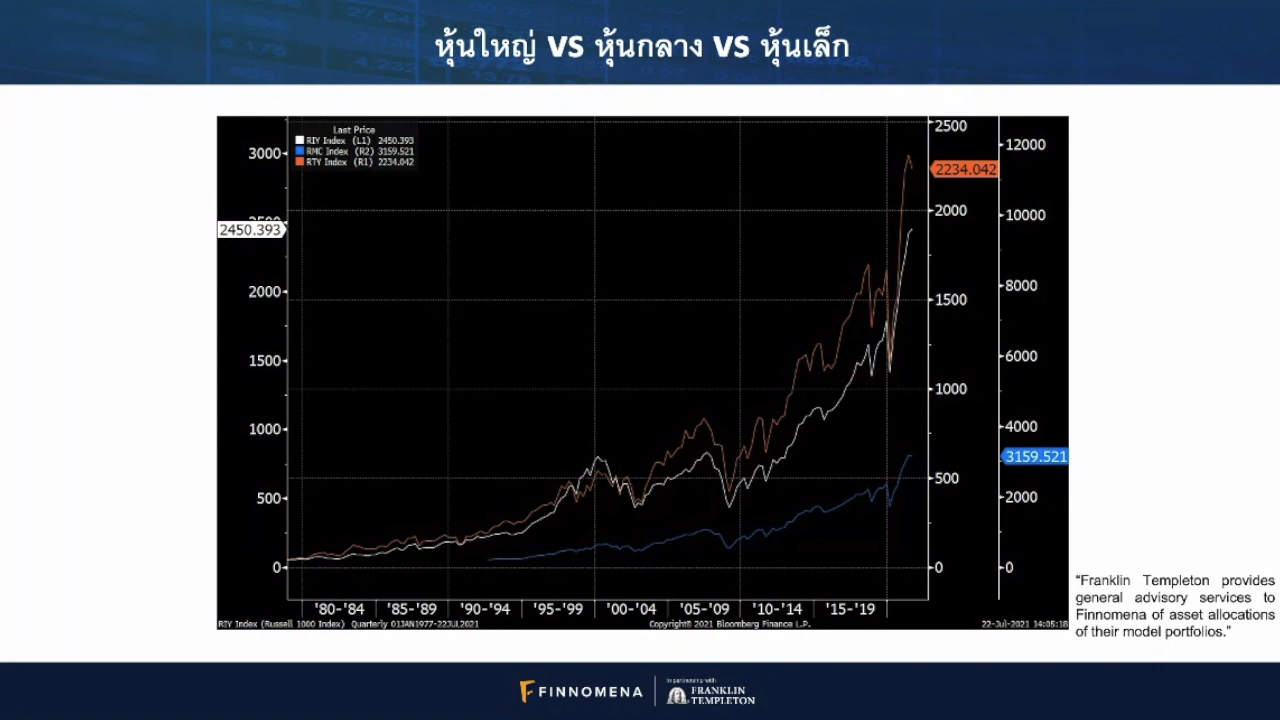 หุ้นใหญ่ VS หุ้นกลาง VS หุ้นเล็ก
Last Price
RIY Index (L1) 2450.393
RMC Index (R2) 3159.521
RTY Index (R1) 2234.042
3000
2450.393
2000
1500
1000
500
0
2500
2234.042
2000
1500
1000
500
0
12000
10000
8000
6000
4000
3159.521
2000
0
'80-'84 '85-'89 '90-'94 '95-'99 '00-'04 '05-'09 '10-'14 '15-'19
RIY Index (Russell 1000 Index) Quarterly 01JAN1977-22JUL2021 Copyright© 2021 Bloomberg Finance L.P. 22-Jul-2021 14:05:18
“Franklin Templeton provides
general advisory services to
Finnomena of asset allocations
of their model portfolios.”
FINNOMENA
In partnership with
FRANKLIN
TEMPLETON